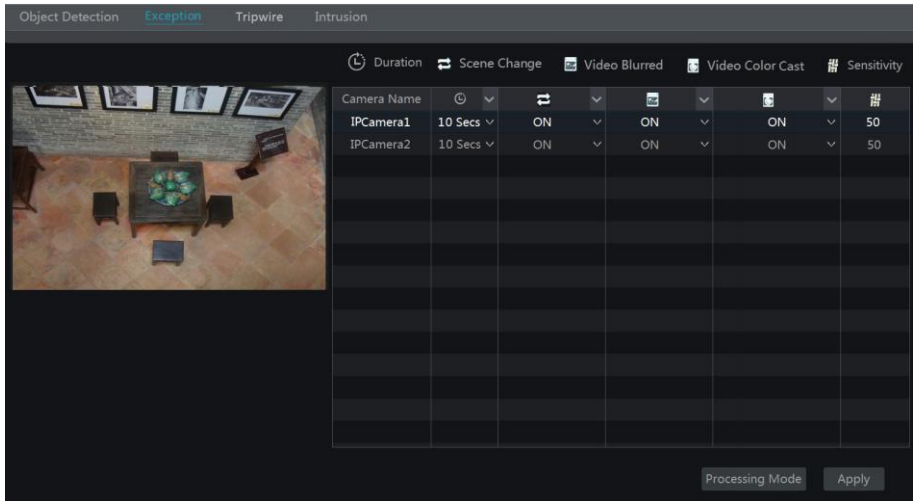 Object Detection Exception Tripwire Intrusion
Duration Scene Change Video Blurred Video Color Cast Sensitivity
Camera Name
IPCamera1 10 Secs ON ON ON 50
IPCamera2 10 Secs ON ON ON 50
Processing Mode Apply